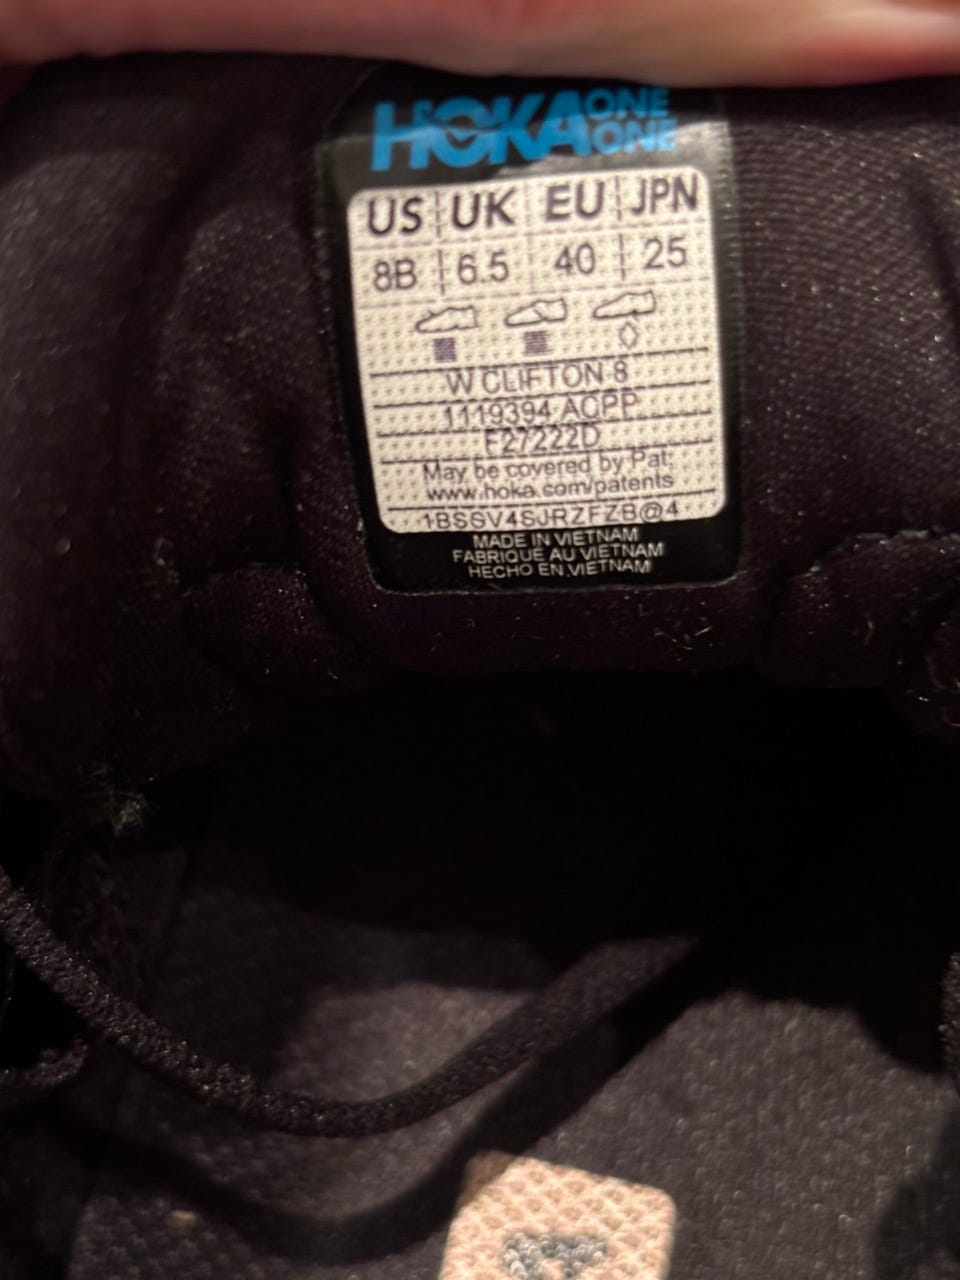 HOKA ONE ONE
US UK EU JPN
8B 6.5 40 25
W CLIFTON 8
1119394 ACPP
F27222D
May be covered by Pat.
www.hoka.com/patents
1BSSV4SJRZFZB@4
MADE IN VIETNAM
FABRIQUE AU VIETNAM
HECHO EN VIETNAM